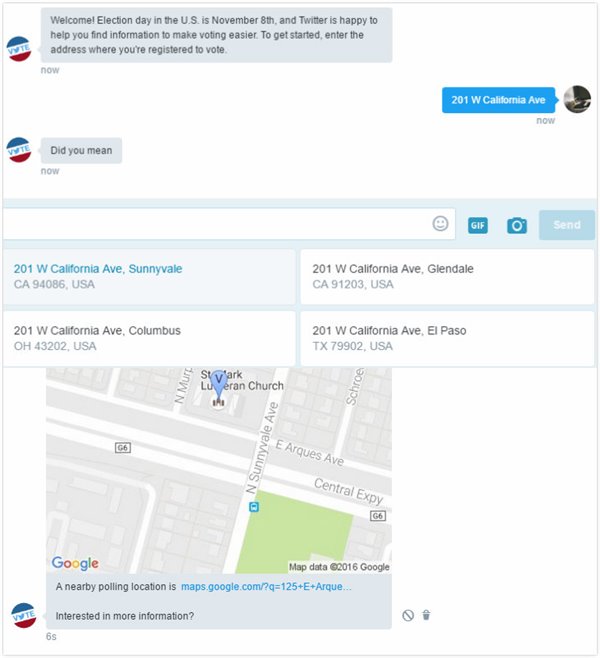 Welcome! Election day in the U.S. is November 8th, and Twitter is happy to
help you find information to make voting easier. To get started, enter the
address where you're registered to vote.
VOTE
now
201 W California Ave
now
Did you mean
VOTE
now
GIF
Send
201 W California Ave, Sunnyvale
CA 94086, USA
201 W California Ave, Glendale
CA 91203, USA
201 W California Ave, Columbus
OH 43202, USA
201 W California Ave, El Paso
TX 79902, USA
V
Lutheran Church
N Sunnyvale Ave
E Arques Ave
Central Expy
G6
G6
Google
Map data ©2016 Google
A nearby polling location is maps.google.com/?q=125+E+Arque...
Interested in more information?
VOTE
6s